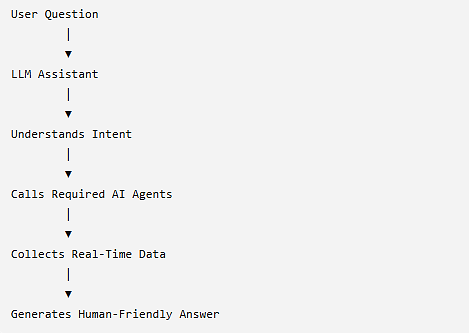 User Question
│
▼
LLM Assistant
│
▼
Understands Intent
│
▼
Calls Required AI Agents
│
▼
Collects Real-Time Data
│
▼
Generates Human-Friendly Answer